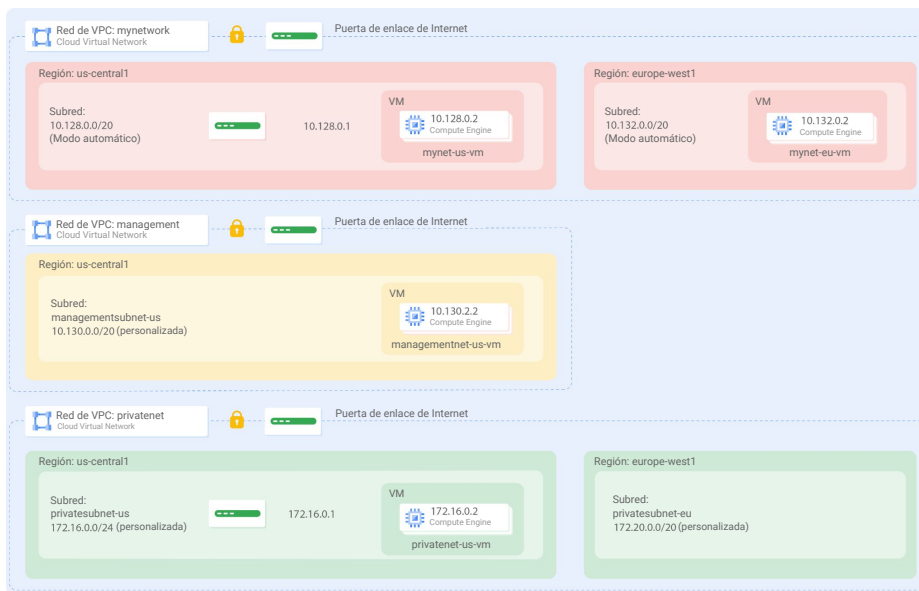 Red de VPC: mynetwork
Cloud Virtual Network
Puerta de enlace de Internet
Región: us-central1
Subred:
10.128.0.0/20
(Modo automático)
10.128.0.1
VM
10.128.0.2
Compute Engine
mynet-us-vm
Región: europe-west1
Subred:
10.132.0.0/20
(Modo automático)
VM
10.132.0.2
Compute Engine
mynet-eu-vm
Red de VPC: management
Cloud Virtual Network
Puerta de enlace de Internet
Región: us-central1
Subred:
managementsubnet-us
10.130.0.0/20 (personalizada)
VM
10.130.2.2
Compute Engine
managementnet-us-vm
Red de VPC: privatenet
Cloud Virtual Network
Puerta de enlace de Internet
Región: us-central1
Subred:
privatesubnet-us
172.16.0.0/24 (personalizada)
172.16.0.1
VM
172.16.0.2
Compute Engine
privatenet-us-vm
Región: europe-west1
Subred:
privatesubnet-eu
172.20.0.0/20 (personalizada)